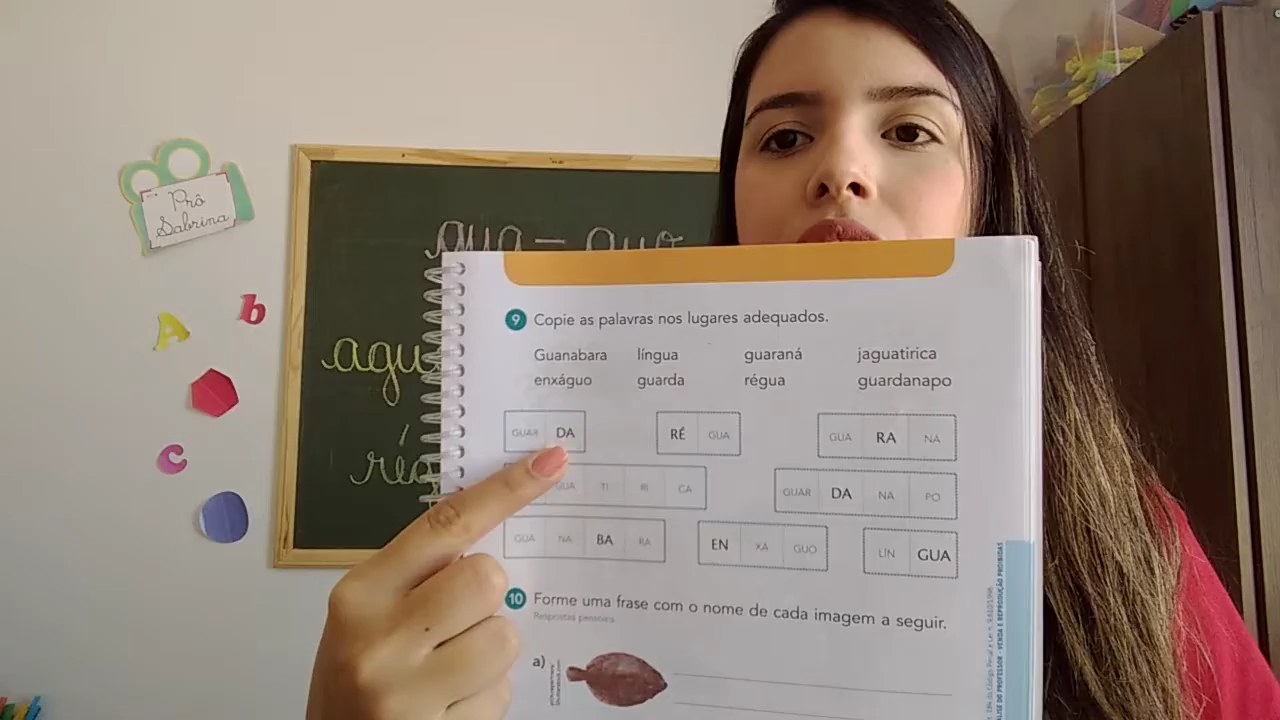 Prô
Sabrina
A
b
c
gua – guo
agu
rég
9 Copie as palavras nos lugares adequados.
Guanabara língua guaraná jaguatirica
enxáguo guarda régua guardanapo
GUAR DA RÉ GUA GUA RA NÁ
GUA TI RI CA GUAR DA NA PO
GUA NA BA RA EN XÁ GUO LÍN GUA
10 Forme uma frase com o nome de cada imagem a seguir.
Respostas pessoais
a)